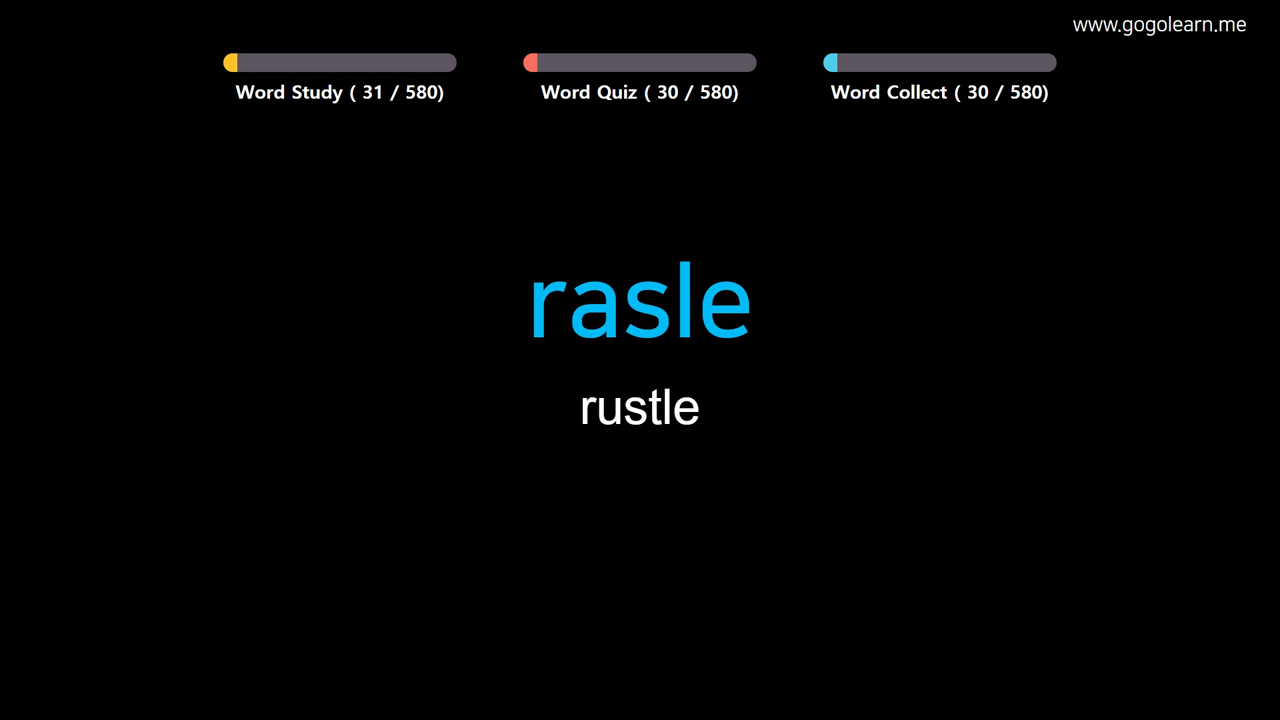 www.gogolearn.me
Word Study ( 31 / 580)
Word Quiz ( 30 / 580)
Word Collect ( 30 / 580)
rasle
rustle